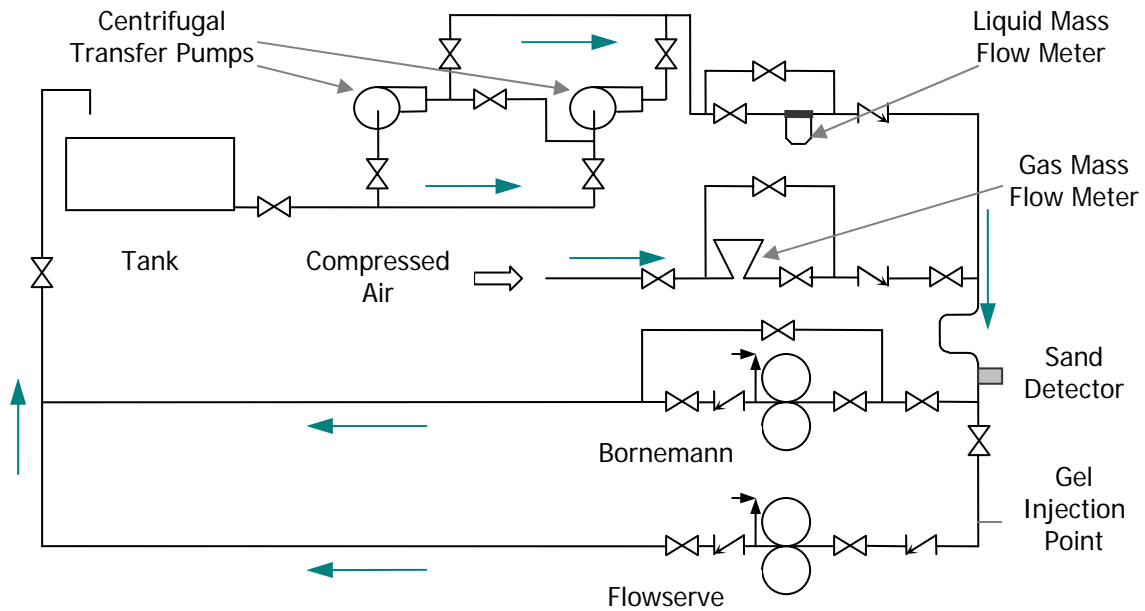 Centrifugal
Transfer Pumps
Liquid Mass
Flow Meter
Gas Mass
Flow Meter
Tank
Compressed
Air
Sand
Detector
Bornemann
Gel
Injection
Point
Flowserve